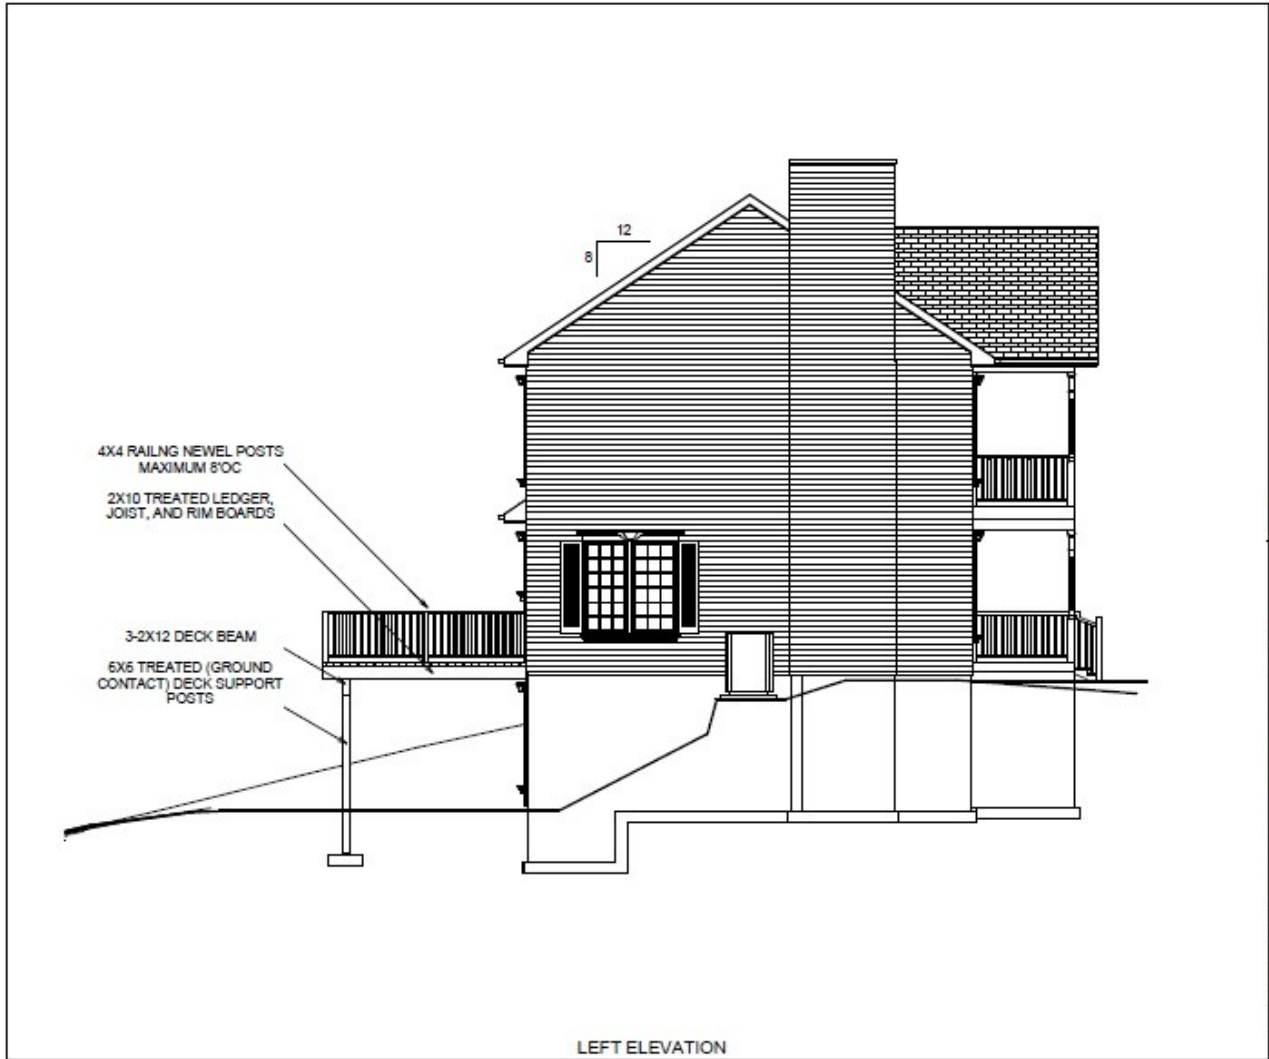 12
8
4X4 RAILNG NEWEL POSTS
MAXIMUM 8'OC
2X10 TREATED LEDGER,
JOIST, AND RIM BOARDS
3-2X12 DECK BEAM
6X6 TREATED (GROUND
CONTACT) DECK SUPPORT
POSTS
LEFT ELEVATION